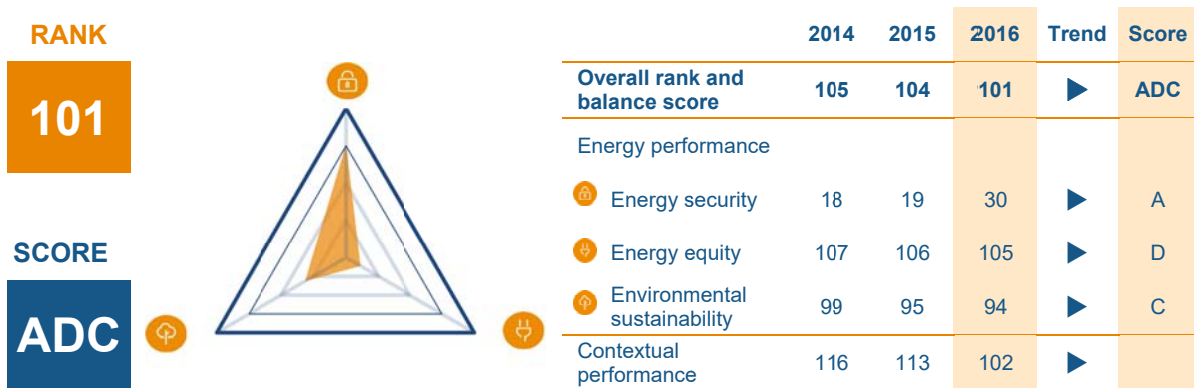 RANK
101
SCORE
ADC
2014 2015 2016 Trend Score
Overall rank and
balance score 105 104 101 ADC
Energy performance
Energy security 18 19 30 A
Energy equity 107 106 105 D
Environmental
sustainability 99 95 94 C
Contextual
performance 116 113 102